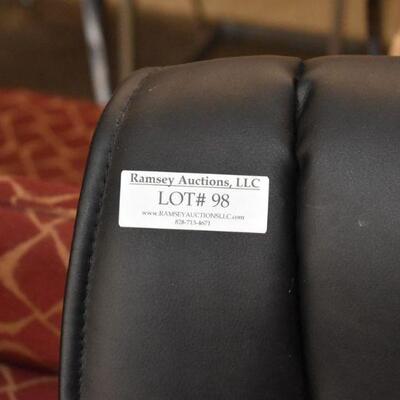 Ramsey Auctions, LLC
LOT# 98
www.RAMSEYAUCTIONSLLC.com
828-713-4671